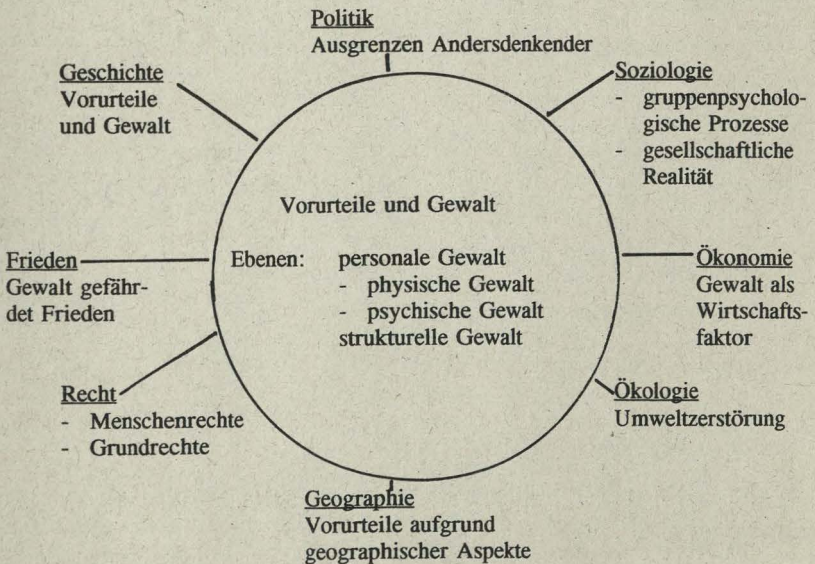 Politik
Ausgrenzen Andersdenkender
Geschichte
Vorurteile
und Gewalt
Soziologie
- gruppenpsycholo-
gische Prozesse
- gesellschaftliche
Realität
Vorurteile und Gewalt
Ebenen: personale Gewalt
- physische Gewalt
- psychische Gewalt
strukturelle Gewalt
Frieden
Gewalt gefähr-
det Frieden
Ökonomie
Gewalt als
Wirtschafts-
faktor
Recht
- Menschenrechte
- Grundrechte
Ökologie
Umweltzerstörung
Geographie
Vorurteile aufgrund
geographischer Aspekte